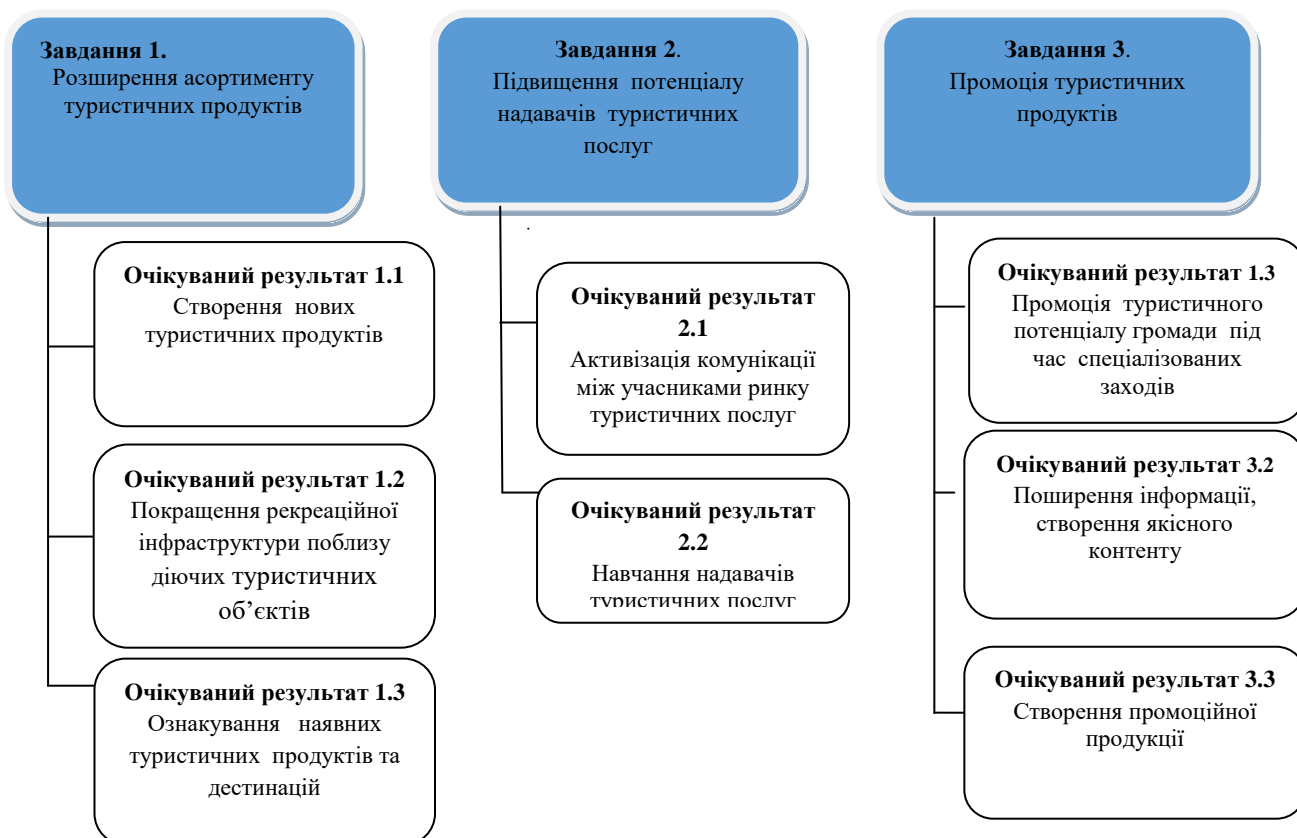 Завдання 1.
Розширення асортименту
туристичних продуктів
Очікуваний результат 1.1
Створення нових
туристичних продуктів
Очікуваний результат 1.2
Покращення рекреаційної
інфраструктури поблизу
діючих туристичних
об’єктів
Очікуваний результат 1.3
Ознакування наявних
туристичних продуктів та
дестинацій
Завдання 2.
Підвищення потенціалу
надавачів туристичних
послуг
Очікуваний результат
2.1
Активізація комунікації
між учасниками ринку
туристичних послуг
Очікуваний результат
2.2
Навчання надавачів
туристичних послуг
Завдання 3.
Промоція туристичних
продуктів
Очікуваний результат 1.3
Промоція туристичного
потенціалу громади під
час спеціалізованих
заходів
Очікуваний результат 3.2
Поширення інформації,
створення якісного
контенту
Очікуваний результат 3.3
Створення промоційної
продукції